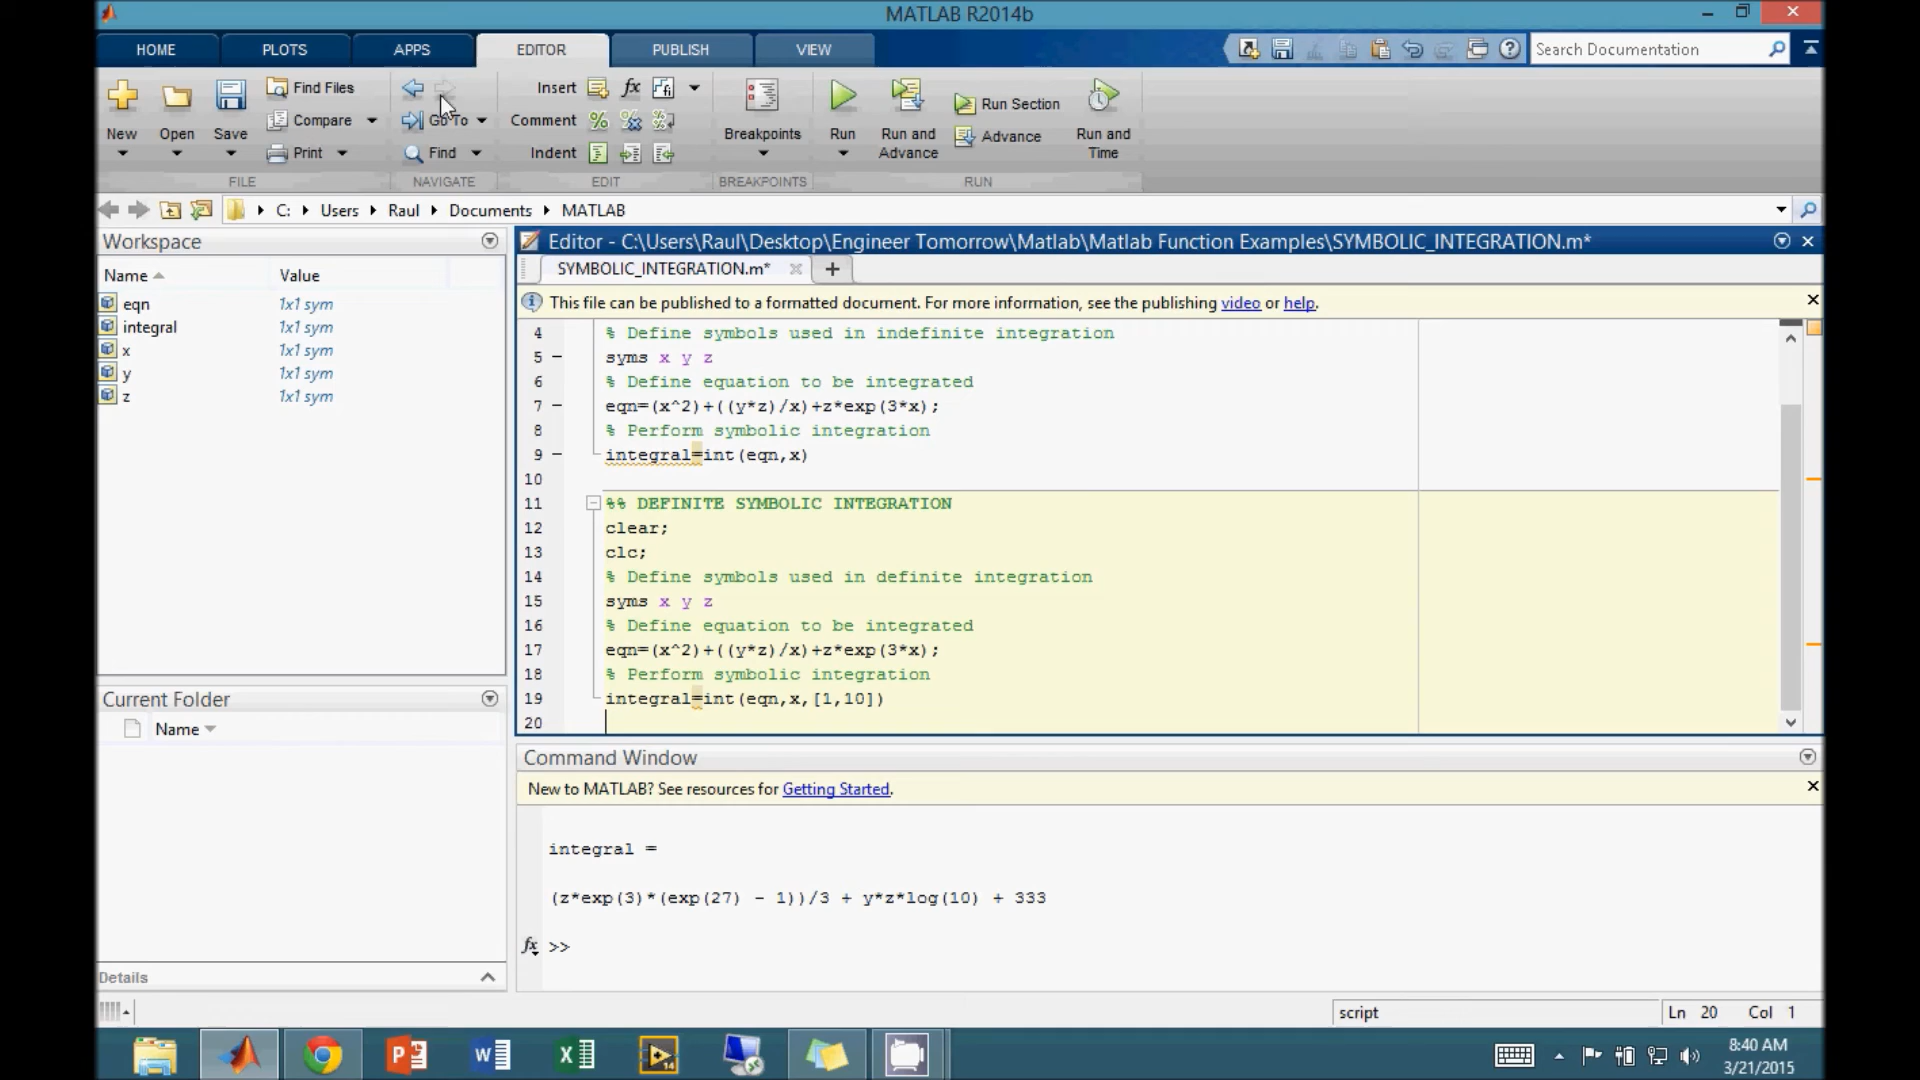 MATLAB R2014b
HOME PLOTS APPS EDITOR PUBLISH VIEW Search Documentation
Find Files Insert fx
Run Section
Compare Go To Comment
New Open Save Breakpoints Run Run and Advance Run and
Print Find Indent Advance Time
FILE NAVIGATE EDIT BREAKPOINTS RUN
C: Users Raul Documents MATLAB
Workspace
Name Value
eqn 1x1 sym
integral 1x1 sym
x 1x1 sym
y 1x1 sym
z 1x1 sym
Current Folder
Name
Details
Editor - C:\Users\Raul\Desktop\Engineer Tomorrow\Matlab\Matlab Function Examples\SYMBOLIC_INTEGRATION.m*
SYMBOLIC_INTEGRATION.m*
This file can be published to a formatted document. For more information, see the publishing video or help.
4 % Define symbols used in indefinite integration
5 – syms x y z
6 % Define equation to be integrated
7 – eqn=(x^2)+((y*z)/x)+z*exp(3*x);
8 % Perform symbolic integration
9 – integral=int(eqn,x)
10
11 %% DEFINITE SYMBOLIC INTEGRATION
12 clear;
13 clc;
14 % Define symbols used in definite integration
15 syms x y z
16 % Define equation to be integrated
17 eqn=(x^2)+((y*z)/x)+z*exp(3*x);
18 % Perform symbolic integration
19 integral=int(eqn,x,[1,10])
20
Command Window
New to MATLAB? See resources for Getting Started.
integral =
(z*exp(3)*(exp(27) - 1))/3 + y*z*log(10) + 333
fx >>
script Ln 20 Col 1
8:40 AM
3/21/2015